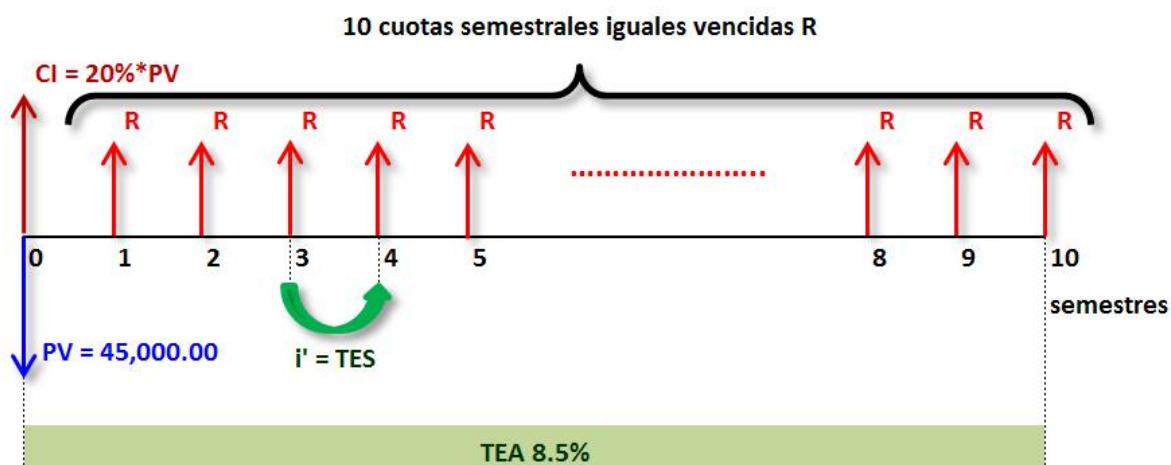 10 cuotas semestrales iguales vencidas R
CI = 20%*PV
R R R R R R R R
0 1 2 3 4 5 8 9 10
semestres
PV = 45,000.00
i' = TES
TEA 8.5%